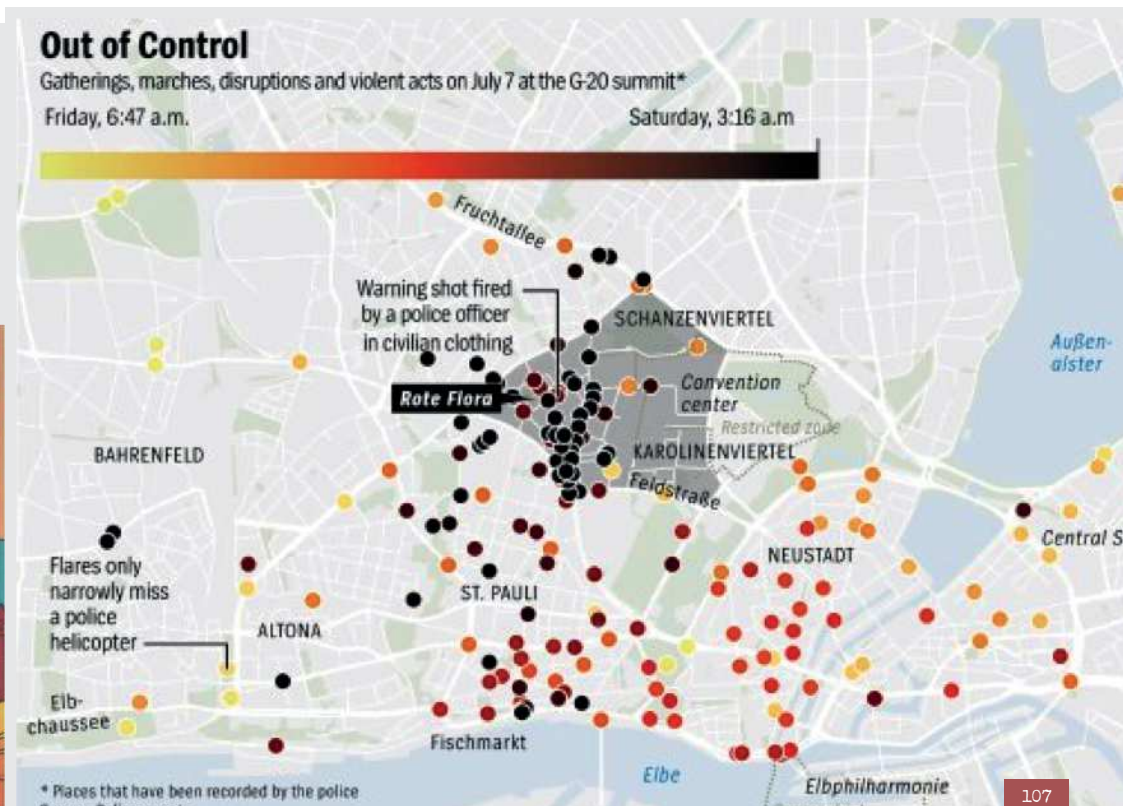 Out of Control
Gatherings, marches, disruptions and violent acts on July 7 at the G-20 summit*
Friday, 6:47 a.m.
Saturday, 3:16 a.m
Fruchtallee
Warning shot fired
by a police officer
in civilian clothing
SCHANZENVIERTEL
Außen-
alster
Rote Flora
Convention
center
Restricted zone
BAHRENFELD
KAROLINENVIERTEL
Feldstraße
Central S
NEUSTADT
Flares only
narrowly miss
a police
helicopter
ST. PAULI
ALTONA
Elb-
chaussee
Fischmarkt
Elbe
Elbphilharmonie
* Places that have been recorded by the police
107